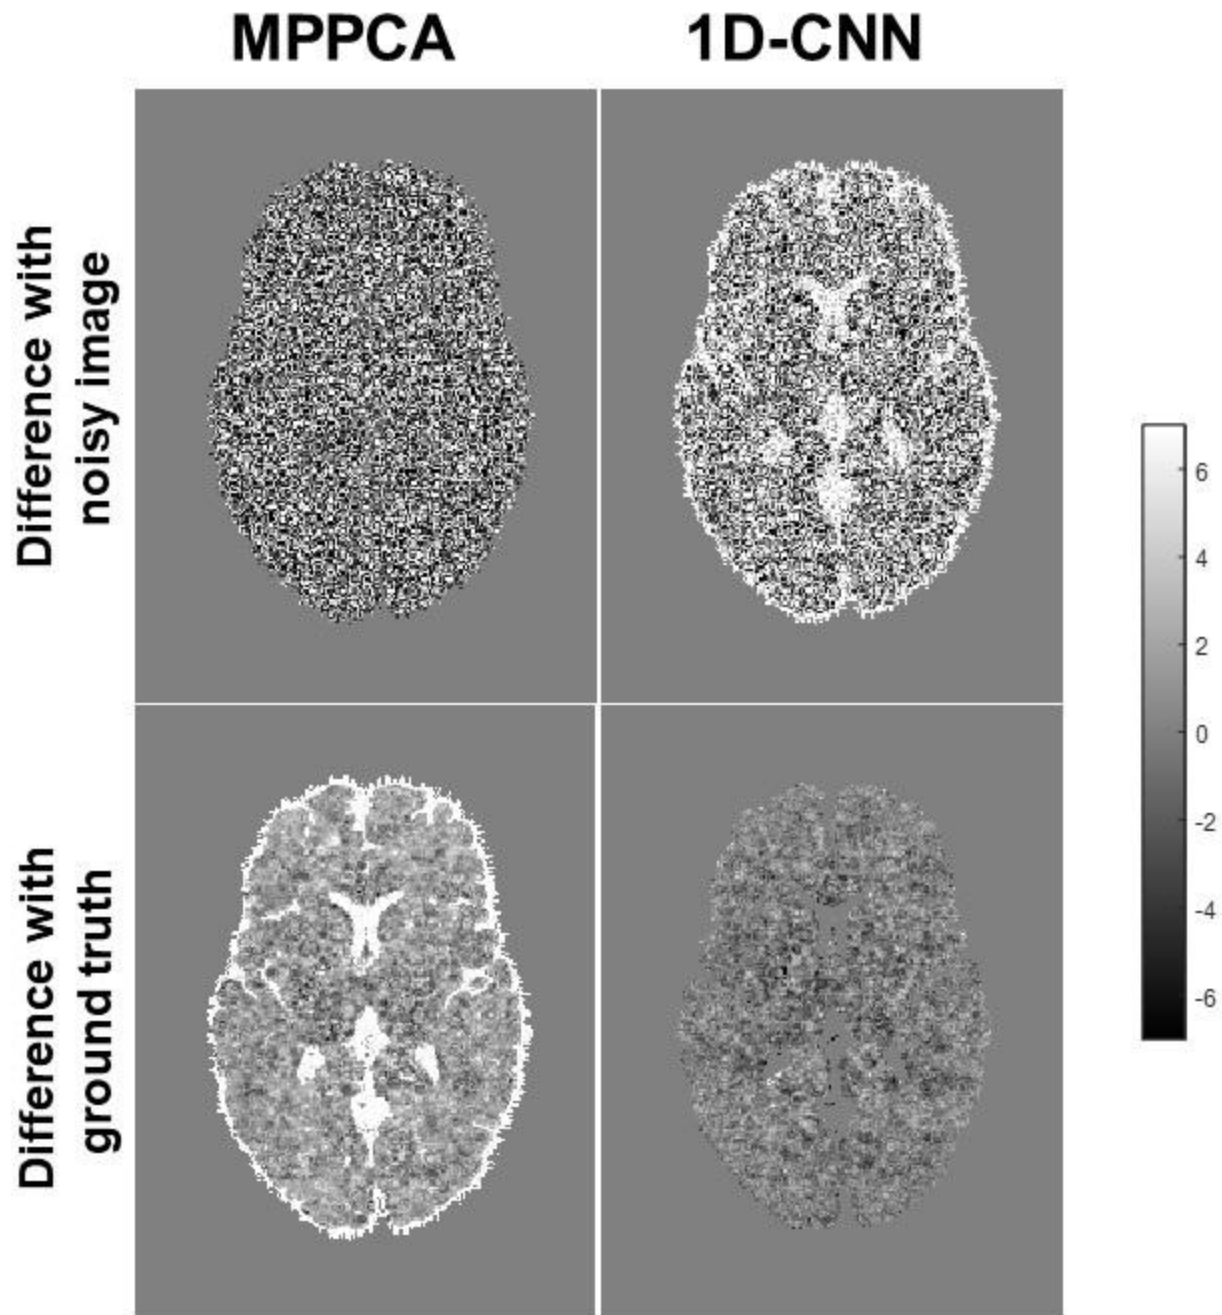 MPPCA
1D-CNN
Difference with
noisy image
Difference with
ground truth
6
4
2
0
-2
-4
-6